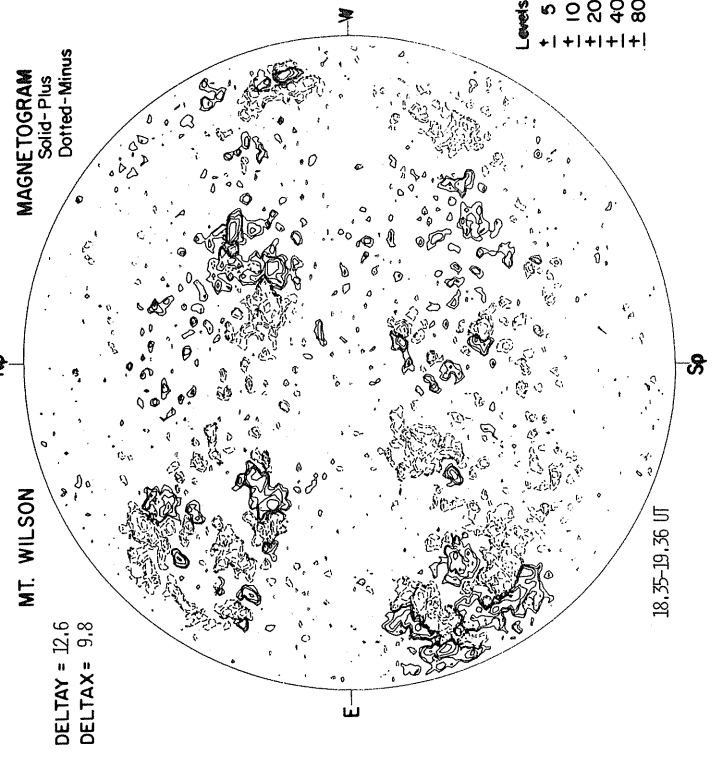 MAGNETOGRAM
Solid-Plus
Dotted-Minus
MT. WILSON
DELTAY = 12.6
DELTAX = 9.8
W
E
Sp
Levels
± 5
± 10
± 20
± 40
± 80
18.35-19.36 UT